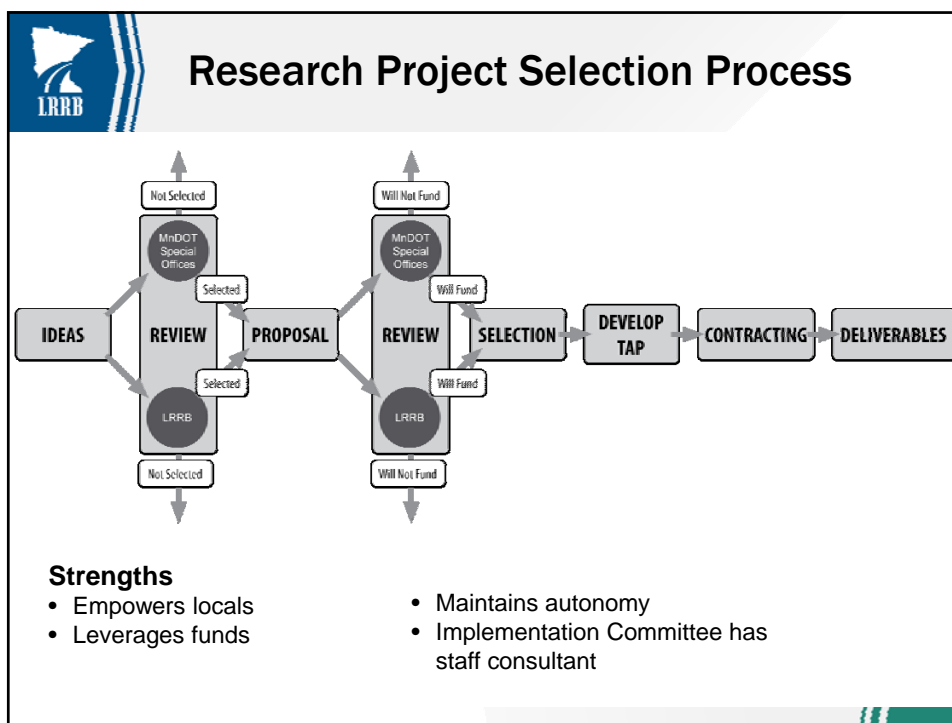 LRRB
Research Project Selection Process
Not Selected
Will Not Fund
MnDOT
Special
Offices
MnDOT
Special
Offices
Selected
Will Fund
IDEAS
REVIEW
PROPOSAL
REVIEW
SELECTION
DEVELOP
TAP
CONTRACTING
DELIVERABLES
Selected
Will Fund
LRRB
LRRB
Not Selected
Will Not Fund
Strengths
• Empowers locals
• Leverages funds
• Maintains autonomy
• Implementation Committee has
staff consultant